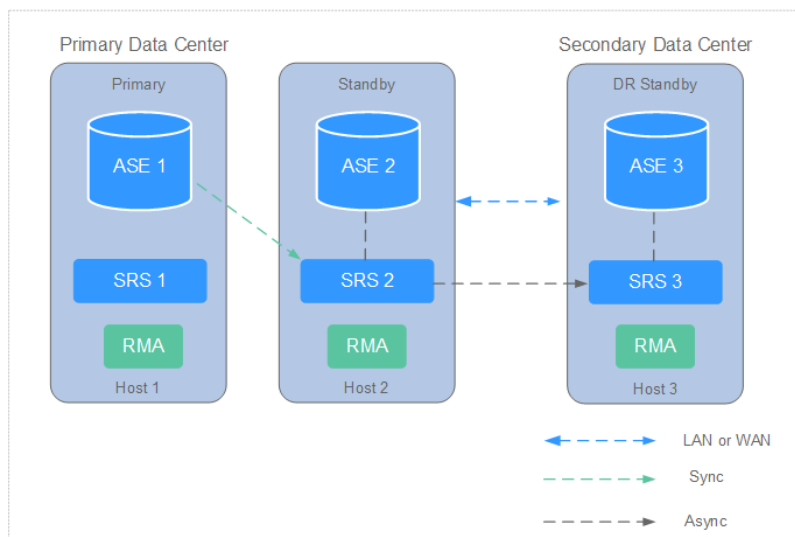 Primary Data Center
Secondary Data Center
Primary
Standby
DR Standby
ASE 1
ASE 2
ASE 3
SRS 1
SRS 2
SRS 3
RMA
RMA
RMA
Host 1
Host 2
Host 3
LAN or WAN
Sync
Async